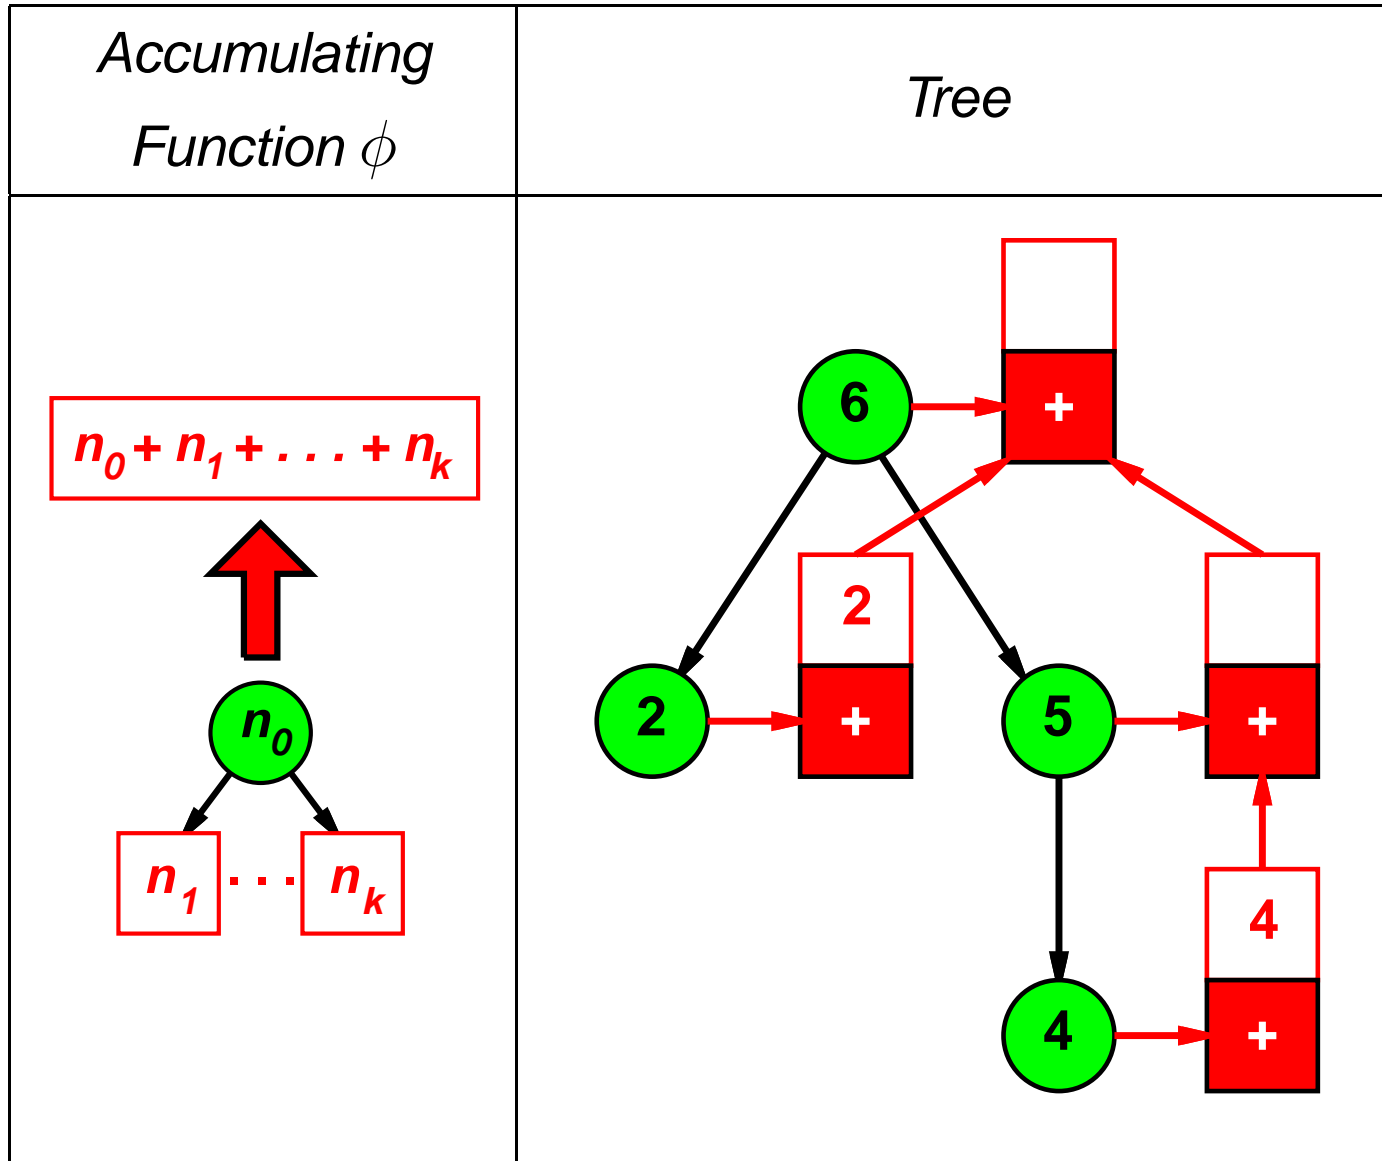 Accumulating
Function ϕ
Tree
n0 + n1 + . . . + nk
n0
n1 . . . nk
6 +
2
2 + 5 +
4
4 +